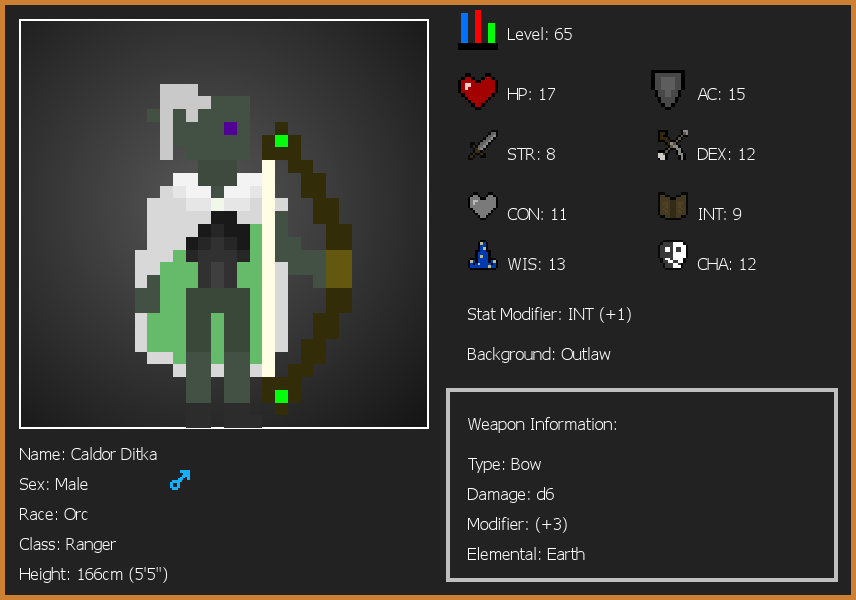 Level: 65
HP: 17
AC: 15
STR: 8
DEX: 12
CON: 11
INT: 9
WIS: 13
CHA: 12
Stat Modifier: INT (+1)
Background: Outlaw
Weapon Information:
Type: Bow
Damage: d6
Modifier: (+3)
Elemental: Earth
Name: Caldor Ditka
Sex: Male
Race: Orc
Class: Ranger
Height: 166cm (5'5")